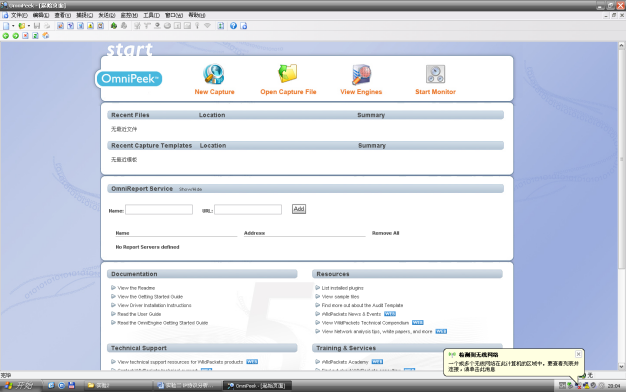 OmniPeek - [起始页面]
文件(F) 编辑(E) 查看(V) 捕获(C) 发送(D) 监控(M) 工具(T) 窗口(W) 帮助(H)
start
OmniPeek™
New Capture Open Capture File View Engines Start Monitor
Recent Files Location Summary
无最近文件
Recent Capture Templates Location Summary
无最近模板
OmniReport Service Show/Hide
Name: URL: Add
Name Address Remove All
No Report Servers defined
Documentation Resources
View the Readme List installed plugins
View the Getting Started Guide View sample files
View Driver Installation Instructions Find more out about the Audit Template
Read the User Guide WildPackets News & Events WEB
Read the OmniEngine Getting Started Guide View WildPackets Technical Compendium WEB
View Network analysis tips, white papers, and more WEB
Technical Support Training & Services
View technical support resources for WildPackets products WEB WildPackets Academy WEB
检测到无线网络
一个或多个无线网络在此计算机的区域中。要查看列表并
连接，请单击此消息
完毕 无
开始 实验2 OmniPeek - [起始页面] 8:04